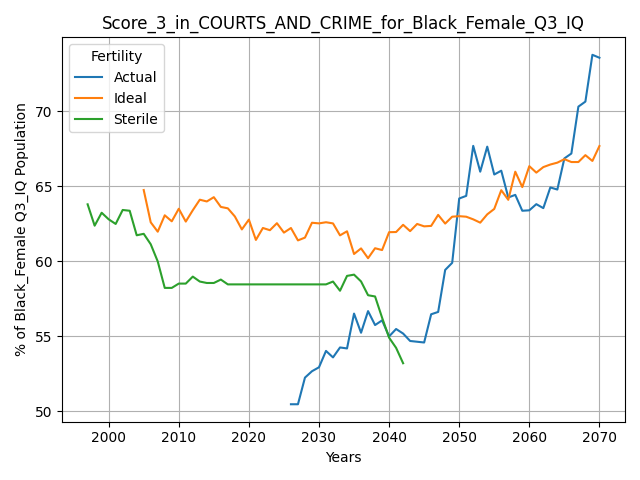 Score_3_in_COURTS_AND_CRIME_for_Black_Female_Q3_IQ
Fertility
Actual
Ideal
Sterile
% of Black_Female Q3_IQ Population
70
65
60
55
50
2000 2010 2020 2030 2040 2050 2060 2070
Years